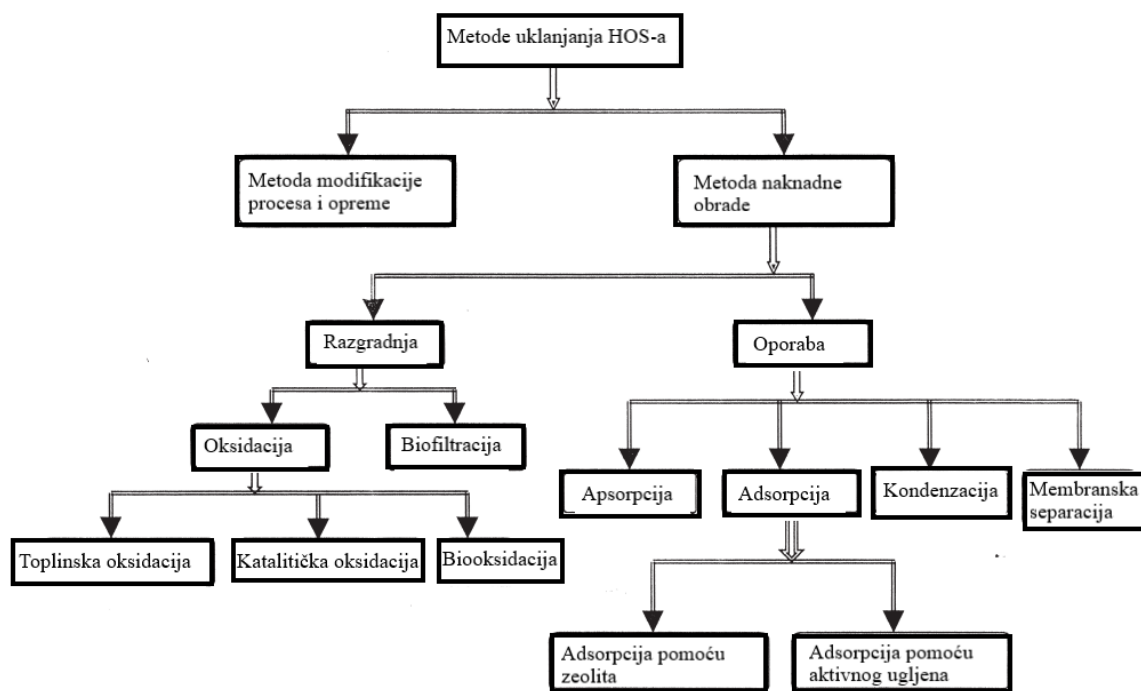 Metode uklanjanja HOS-a
Metoda modifikacije
procesa i opreme
Metoda naknadne
obrade
Razgradnja
Oporaba
Oksidacija
Biofiltracija
Apsorpcija
Adsorpcija
Kondenzacija
Membranska
separacija
Toplinska oksidacija
Katalitička oksidacija
Biooksidacija
Adsorpcija pomoću
zeolita
Adsorpcija pomoću
aktivnog ugljena